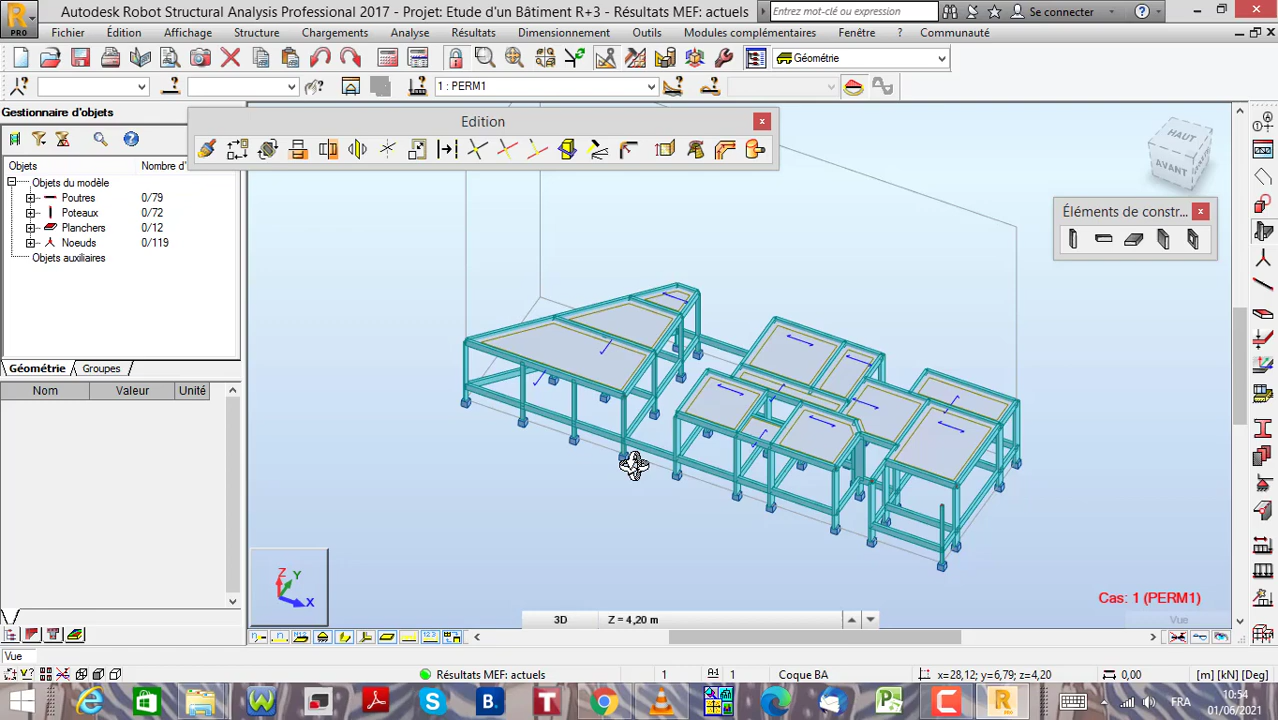 Autodesk Robot Structural Analysis Professional 2017 - Projet: Etude d'un Bâtiment R+3 - Résultats MEF: actuels
Entrez mot-clé ou expression
Se connecter
PRO
Fichier Édition Affichage Structure Chargements Analyse Résultats Dimensionnement Outils Modules complémentaires Fenêtre ? Communauté
Géométrie
1 : PERM1
Gestionnaire d'objets
Edition
Objets Nombre d'
Objets du modèle
Poutres 0/79
Poteaux 0/72
Planchers 0/12
Noeuds 0/119
Objets auxiliaires
HAUT
AVANT
Éléments de constr...
Géométrie Groupes
Nom Valeur Unité
Z Y X
Cas: 1 (PERM1)
3D Z = 4,20 m
Vue
Vue
Résultats MEF: actuels 1 1 Coque BA x=28,12; y=6,79; z=4,20 0,00 [m] [kN] [Deg]
FR
10:54
01/06/2021